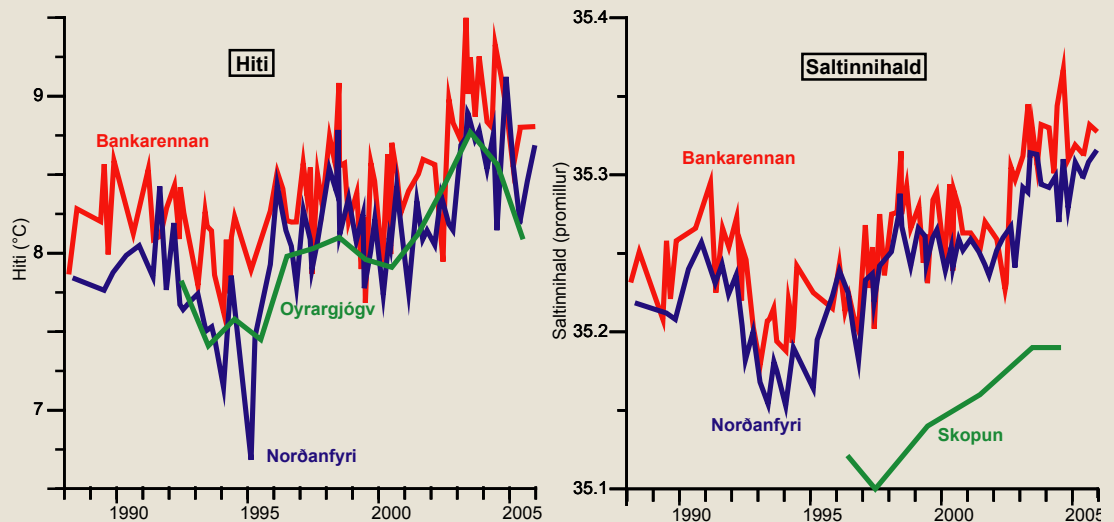 Hiti
Hiti (°C)
9
8
7
Bankarennan
Oyrargjógv
Norðanfyri
1990
1995
2000
2005
Saltinnihald
Saltinnihald (promillur)
35.4
35.3
35.2
35.1
Bankarennan
Norðanfyri
Skopun
1990
1995
2000
2005